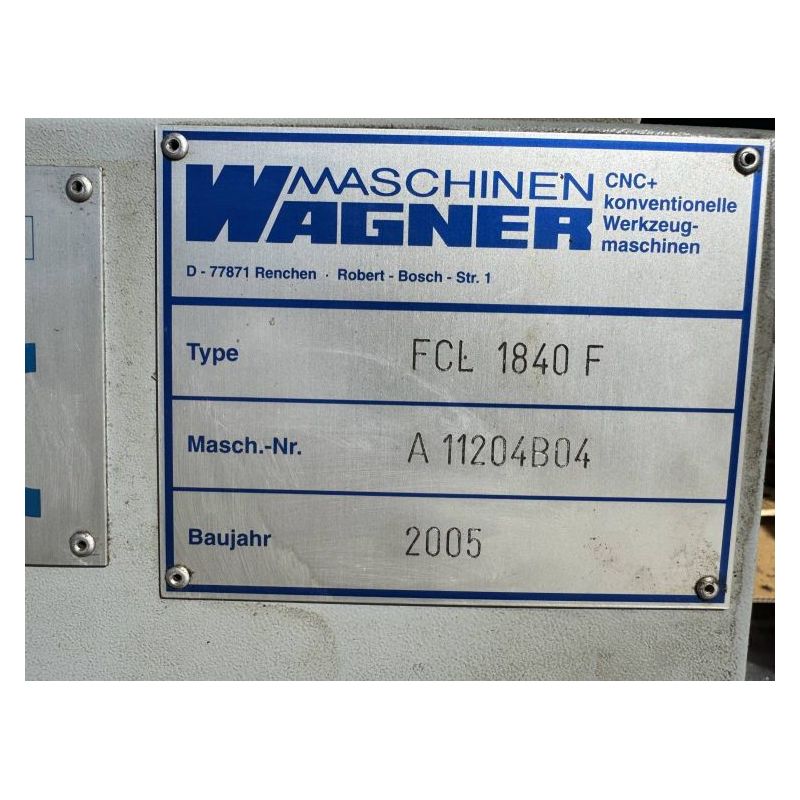 MASCHINEN
WAGNER
CNC+
konventionelle
Werkzeug-
maschinen
D - 77871 Renchen · Robert - Bosch - Str. 1
Type FCL 1840 F
Masch.-Nr. A 11204B04
Baujahr 2005